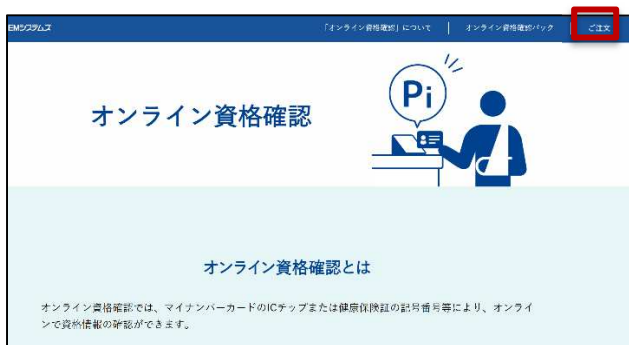 EMシステムズ
「オンライン資格確認」について
オンライン資格確認パック
ご注文
Pi
オンライン資格確認
オンライン資格確認とは
オンライン資格確認では、マイナンバーカードのICチップまたは健康保険証の記号番号等により、オンライ
ンで資格情報の確認ができます。